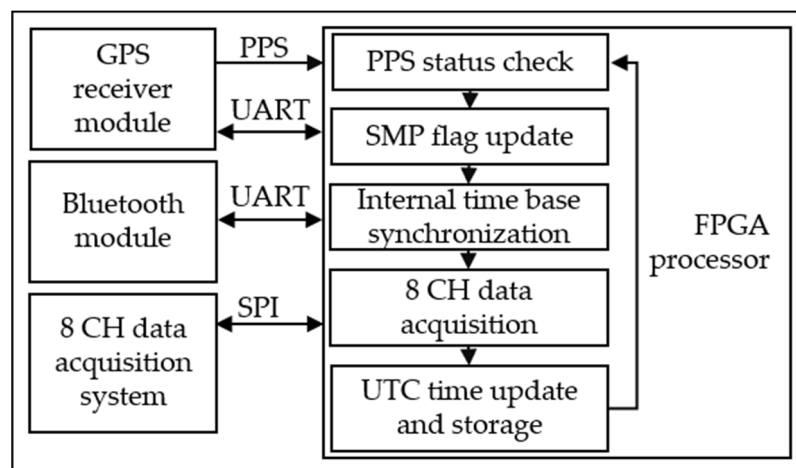 GPS
receiver
module
PPS
UART
Bluetooth
module
UART
8 CH data
acquisition
system
SPI
PPS status check
SMP flag update
Internal time base
synchronization
8 CH data
acquisition
UTC time update
and storage
FPGA
processor